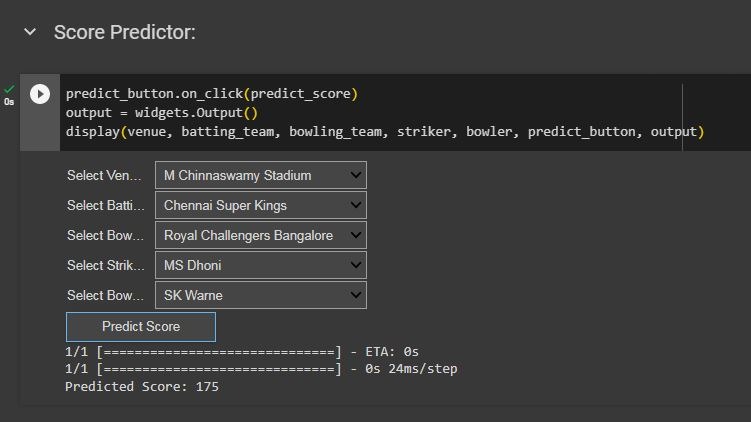 Score Predictor:
0s
predict_button.on_click(predict_score)
output = widgets.Output()
display(venue, batting_team, bowling_team, striker, bowler, predict_button, output)
Select Ven... M Chinnaswamy Stadium
Select Batti... Chennai Super Kings
Select Bow... Royal Challengers Bangalore
Select Strik... MS Dhoni
Select Bow... SK Warne
Predict Score
1/1 [==============================] - ETA: 0s
1/1 [==============================] - 0s 24ms/step
Predicted Score: 175